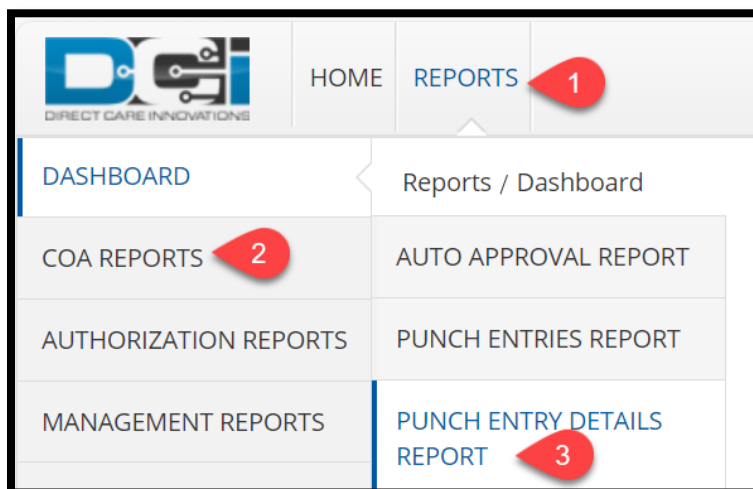 DCi
DIRECT CARE INNOVATIONS
HOME
REPORTS
1
DASHBOARD
Reports / Dashboard
COA REPORTS
2
AUTO APPROVAL REPORT
AUTHORIZATION REPORTS
PUNCH ENTRIES REPORT
MANAGEMENT REPORTS
PUNCH ENTRY DETAILS
REPORT
3